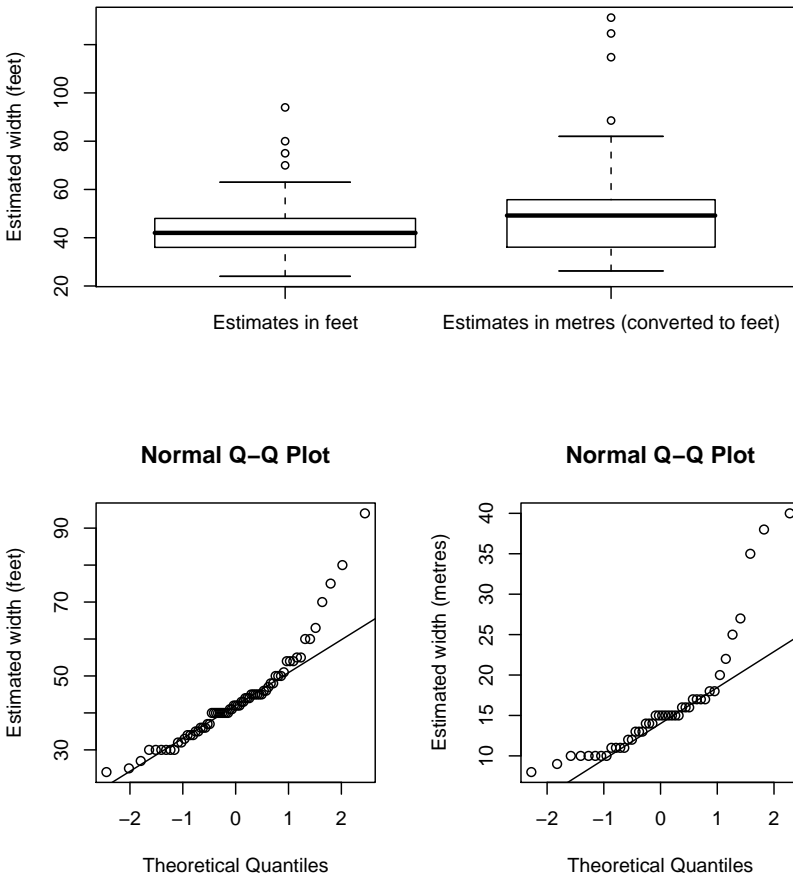 Estimated width (feet)
100
80
60
40
20
Estimates in feet
Estimates in metres (converted to feet)
Normal Q−Q Plot
Estimated width (feet)
90
70
50
30
−2 −1 0 1 2
Theoretical Quantiles
Normal Q−Q Plot
Estimated width (metres)
40
35
30
25
20
15
10
−2 −1 0 1 2
Theoretical Quantiles